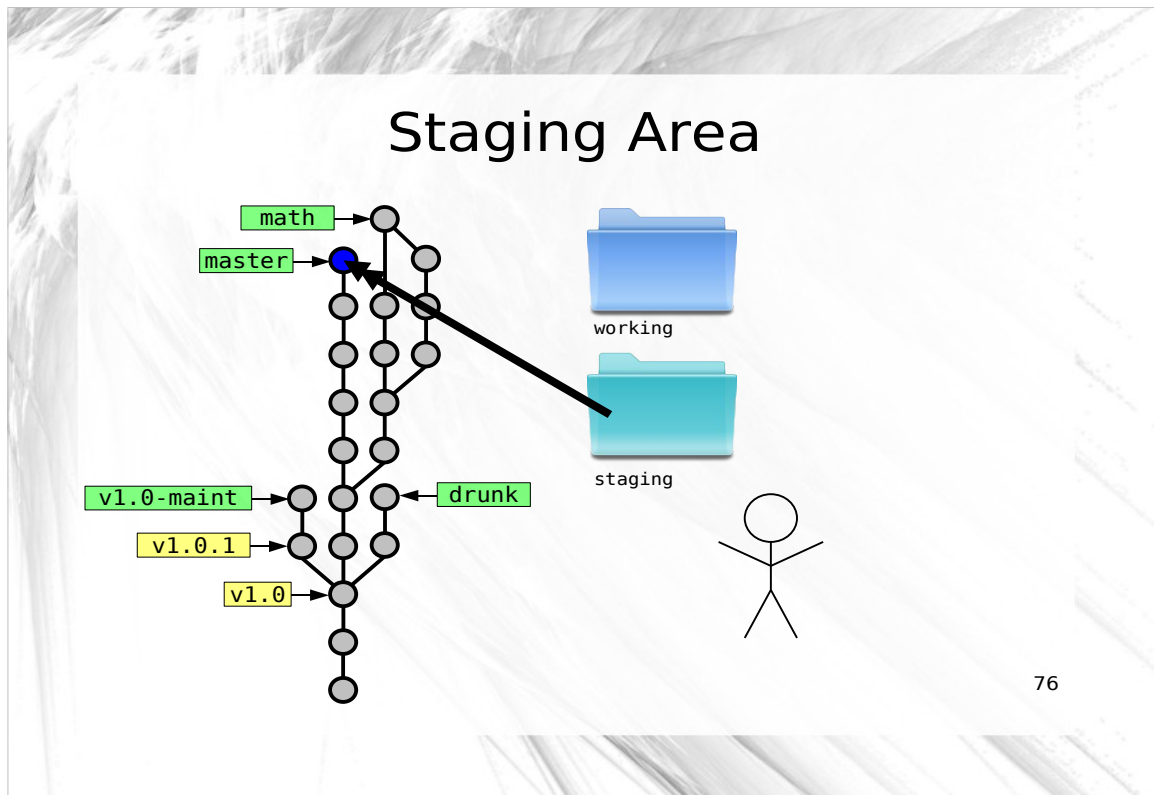 Staging Area
math
master
working
staging
v1.0-maint
drunk
v1.0.1
v1.0
76